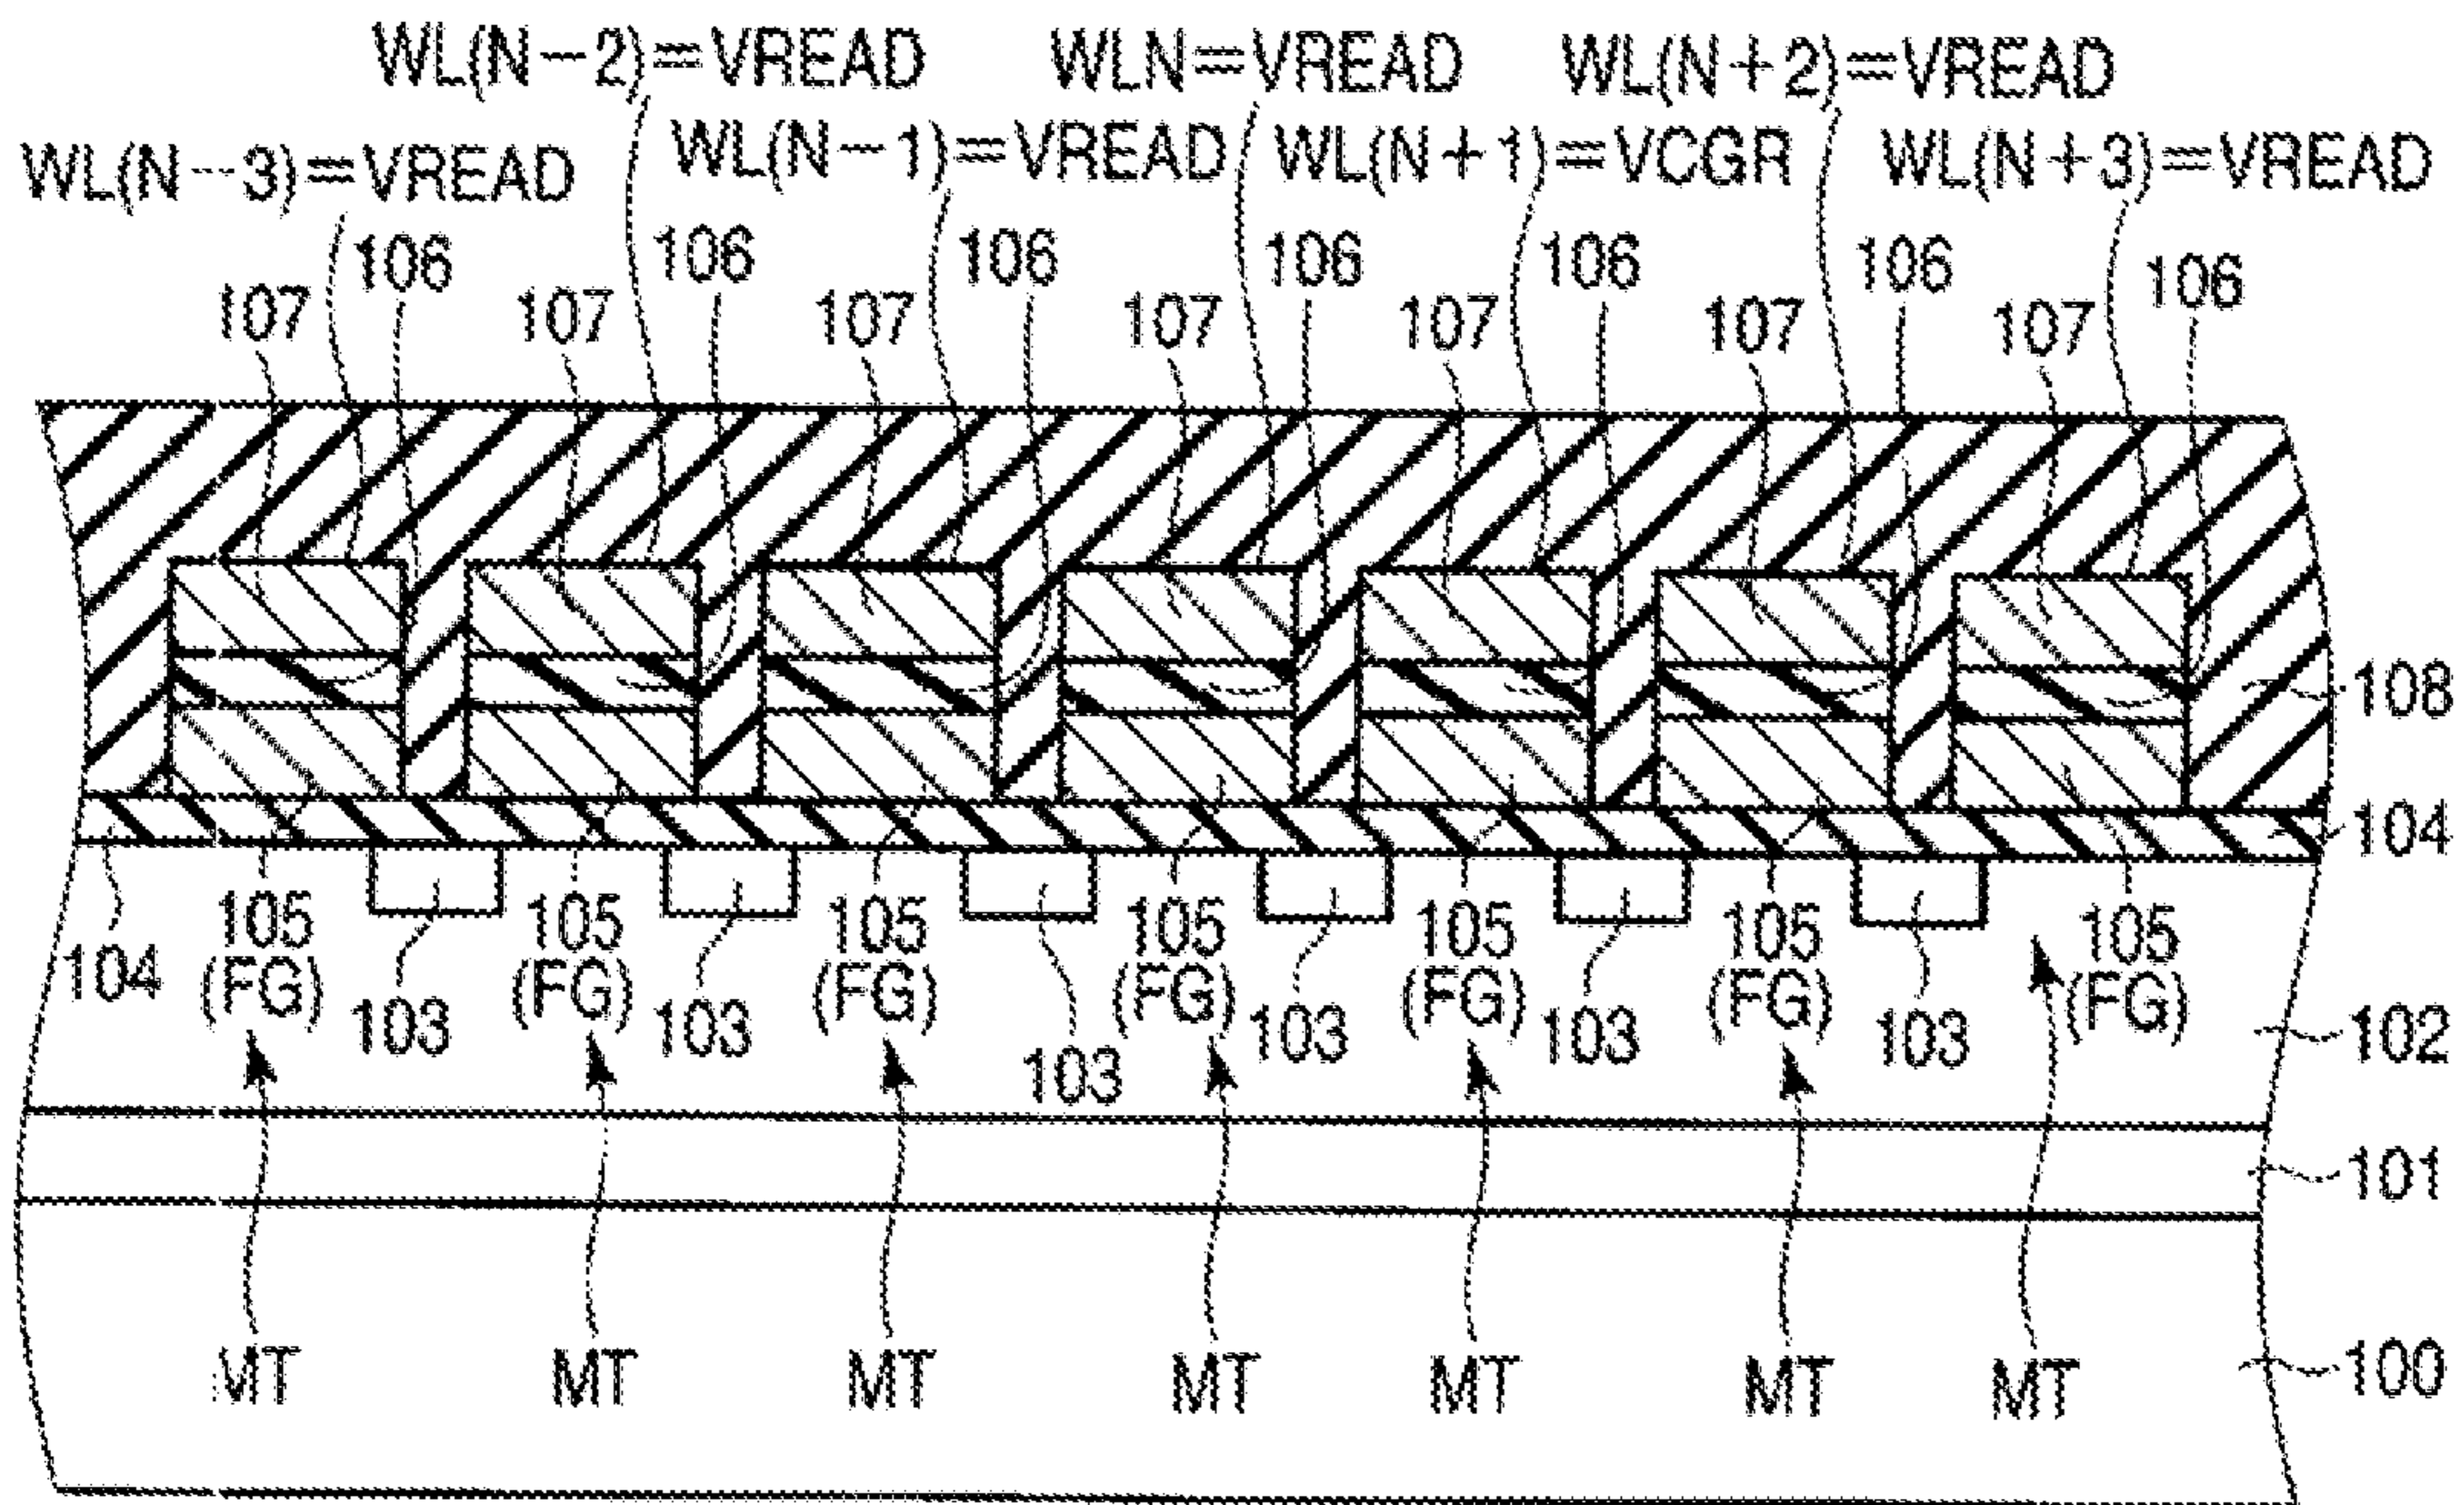 WL(N-2)=VREAD WLN=VREAD WL(N+2)=VREAD
WL(N-3)=VREAD WL(N-1)=VREAD WL(N+1)=VCGR WL(N+3)=VREAD
106 106 106 106 106 106 106
107 107 107 107 107 107 107
108
104
105 105 105 105 105 105 105
(FG) (FG) (FG) (FG) (FG) (FG) (FG)
104 103 103 103 103 103 103
102
101
MT MT MT MT MT MT MT 100